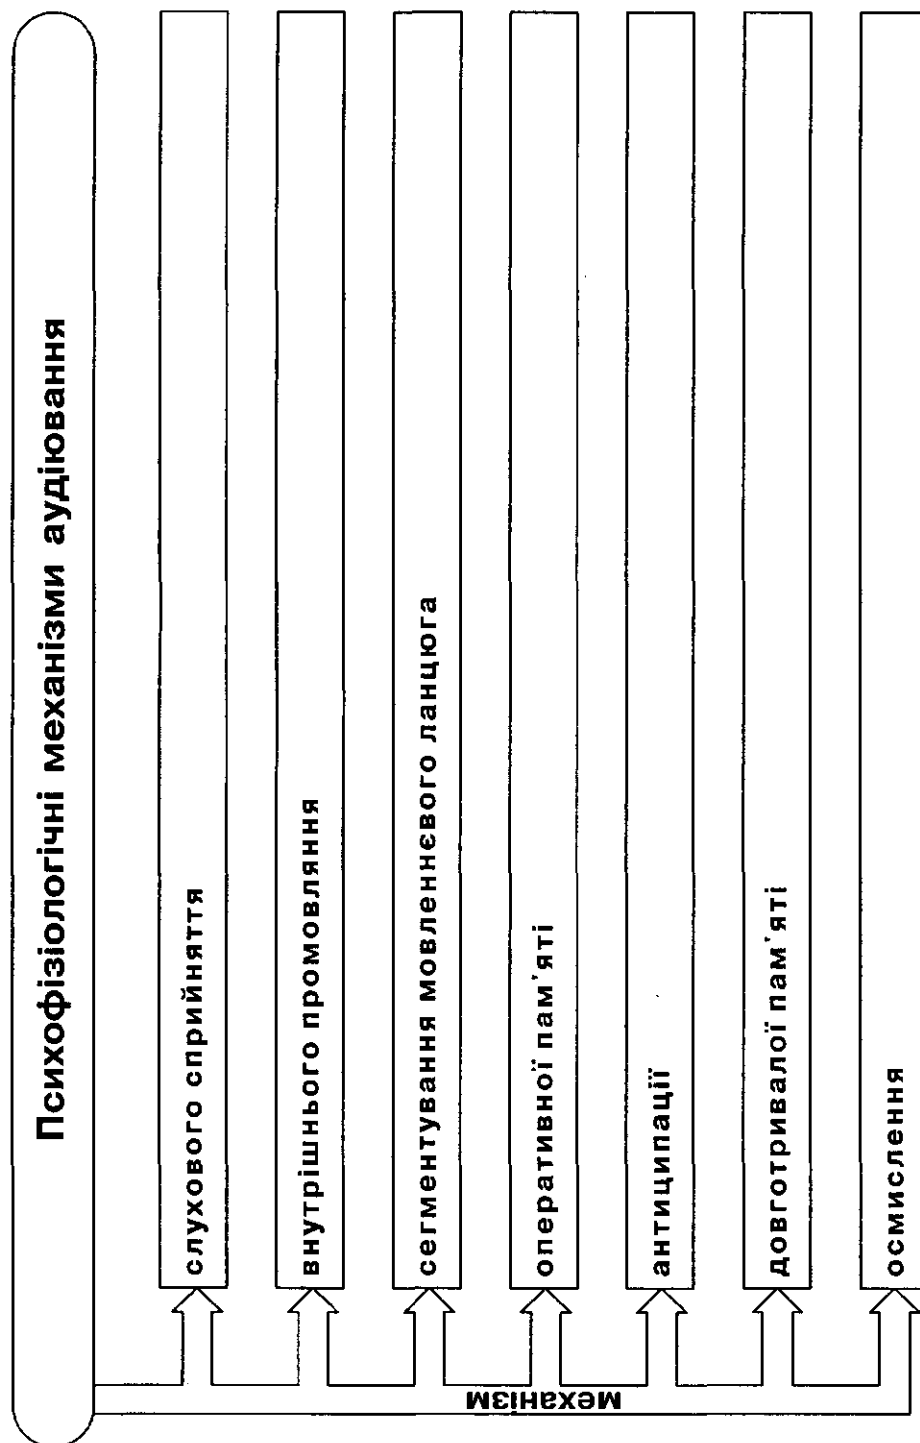 Психофізіологічні механізми аудіювання
механізм
слухового сприйняття
внутрішнього промовляння
сегментування мовленнєвого ланцюга
оперативної пам'яті
антиципації
довготривалої пам'яті
осмислення